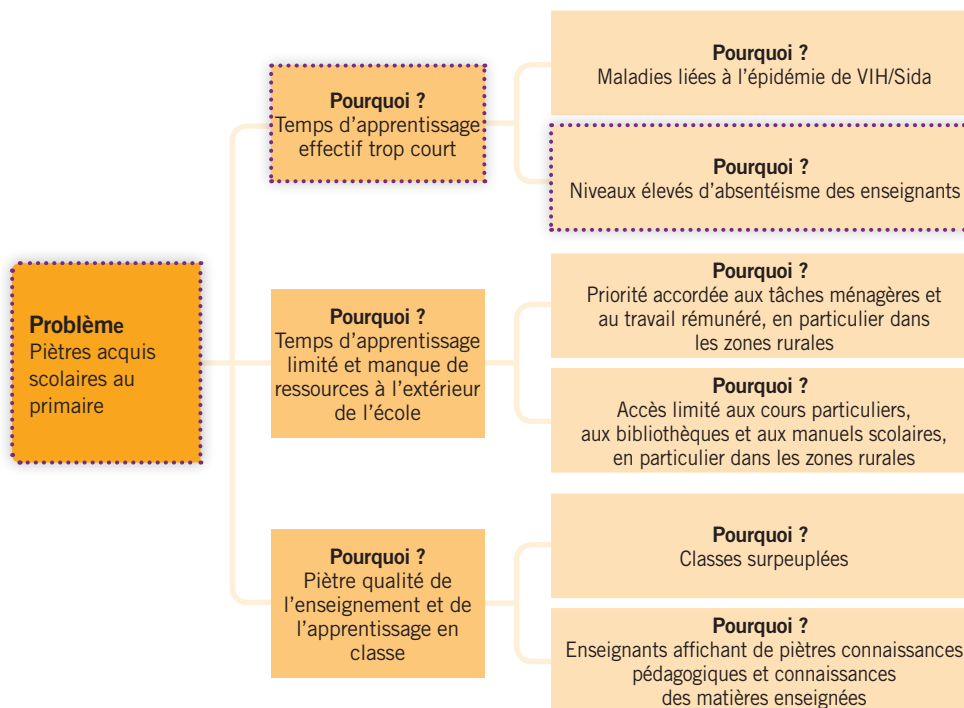 Problème
Piètres acquis
scolaires au
primaire
Pourquoi ?
Temps d'apprentissage
effectif trop court
Pourquoi ?
Maladies liées à l'épidémie de VIH/Sida
Pourquoi ?
Niveaux élevés d'absentéisme des enseignants
Pourquoi ?
Temps d'apprentissage
limité et manque de
ressources à l'extérieur
de l'école
Pourquoi ?
Priorité accordée aux tâches ménagères et
au travail rémunéré, en particulier dans
les zones rurales
Pourquoi ?
Accès limité aux cours particuliers,
aux bibliothèques et aux manuels scolaires,
en particulier dans les zones rurales
Pourquoi ?
Piètre qualité de
l'enseignement et de
l'apprentissage en
classe
Pourquoi ?
Classes surpeuplées
Pourquoi ?
Enseignants affichant de piètres connaissances
pédagogiques et connaissances
des matières enseignées